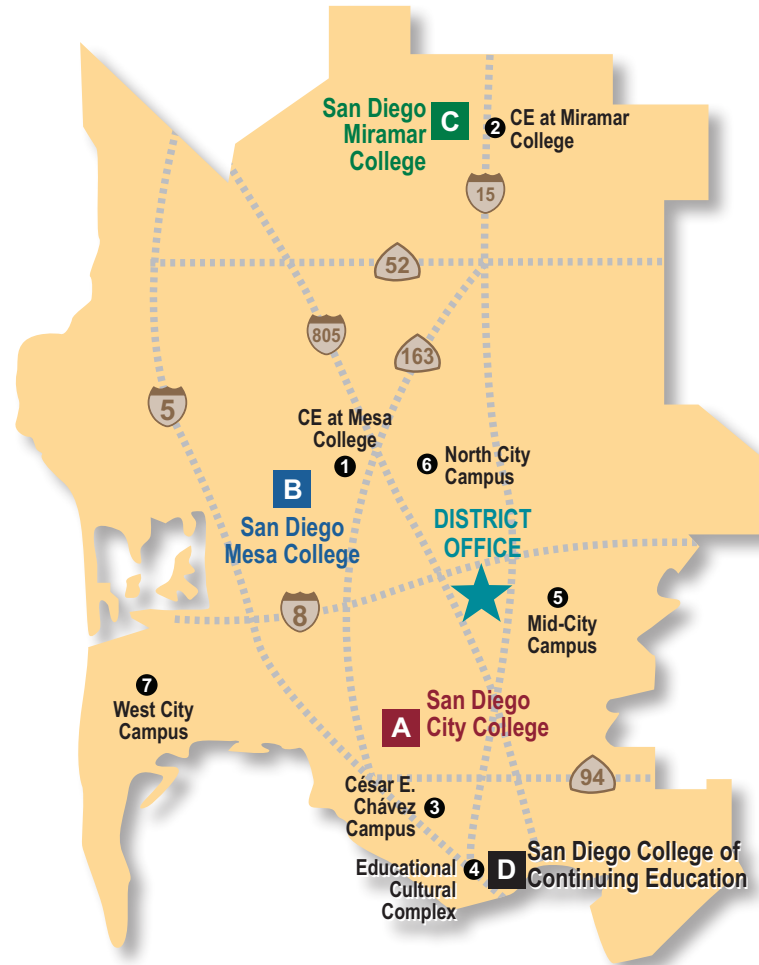 San Diego
Miramar
College
C
2
CE at Miramar
College
15
52
805
163
5
CE at Mesa
College
1
6
North City
Campus
B
San Diego
Mesa College
DISTRICT
OFFICE
8
5
Mid-City
Campus
7
West City
Campus
A
San Diego
City College
94
César E.
Chávez
Campus
3
Educational
Cultural
Complex
4
D
San Diego College of
Continuing Education